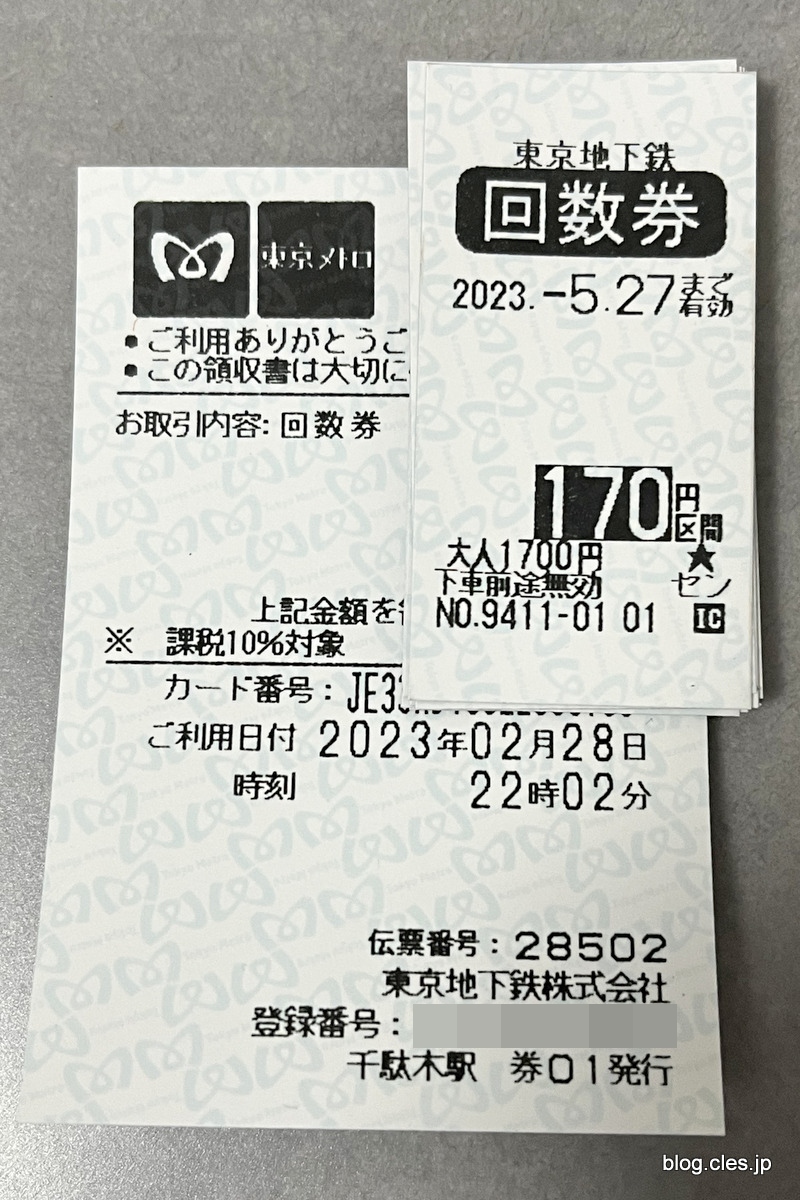 東京メトロ
・ご利用ありがとうご
・この領収書は大切に
お取引内容: 回数券
上記金額を
※ 課税10%対象
カード番号: JE33
ご利用日付 2023年02月28日
時刻 22時02分
伝票番号: 28502
東京地下鉄株式会社
登録番号:
千駄木駅 券01発行
東京地下鉄
回数券
2023.-5.27まで有効
170円区間
大人1700円 ★
下車前途無効 セン
NO.9411-01 01 IC
blog.cles.jp